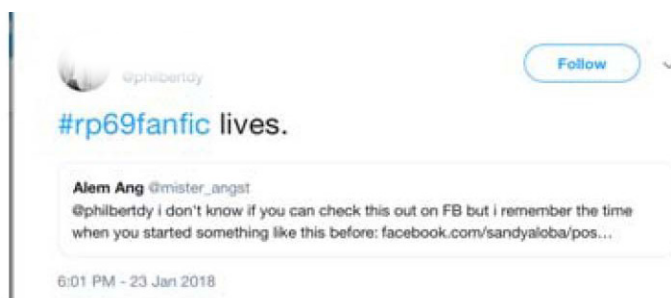 @philbertdy
Follow
#rp69fanfic lives.
Alem Ang @mister_angst
@philbertdy i don't know if you can check this out on FB but i remember the time
when you started something like this before: facebook.com/sandyaloba/pos...
6:01 PM - 23 Jan 2018